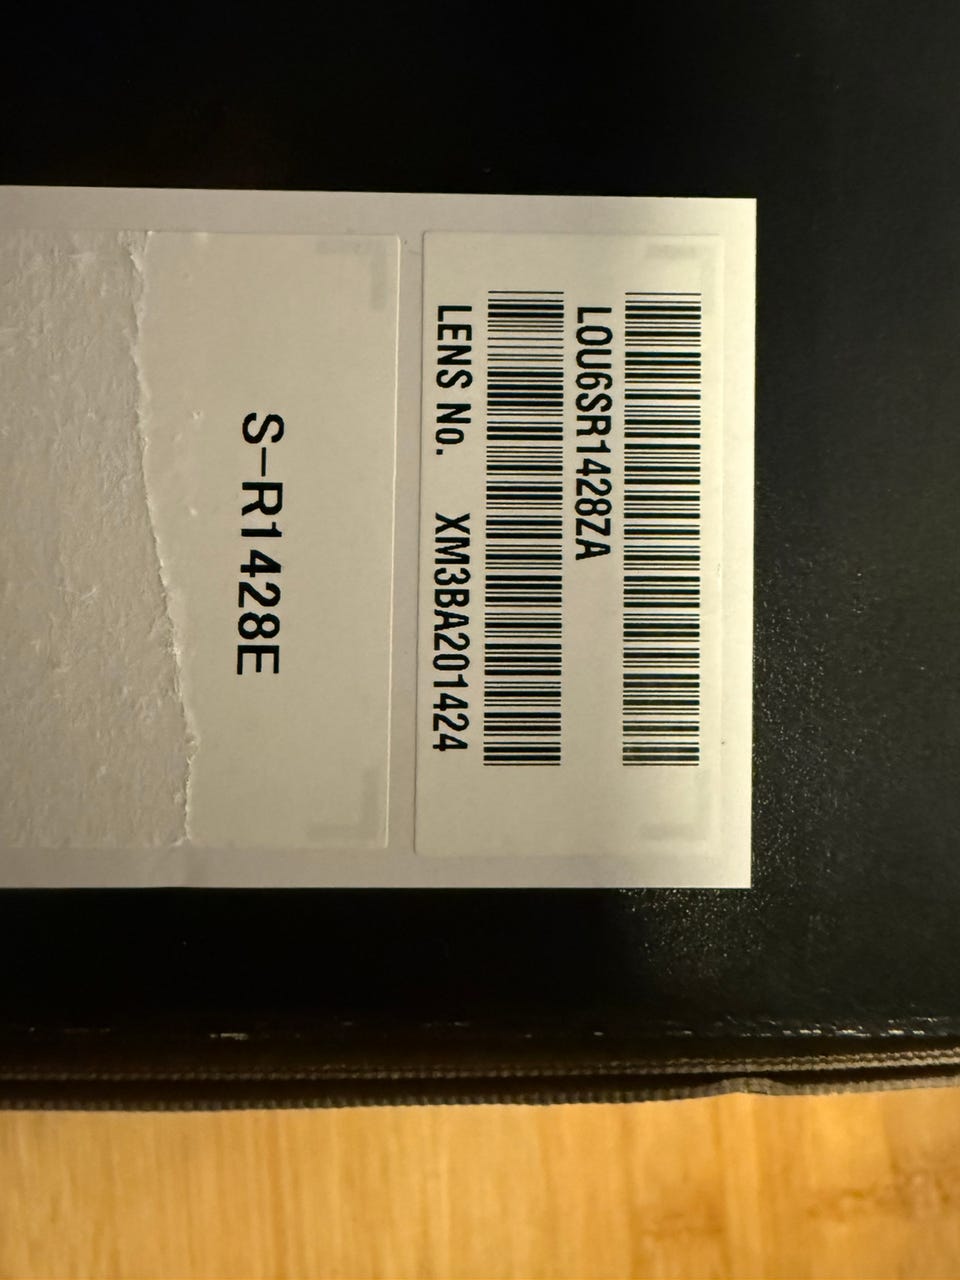 LOU6SR1428ZA
LENS No. XM3BA201424
S-R1428E